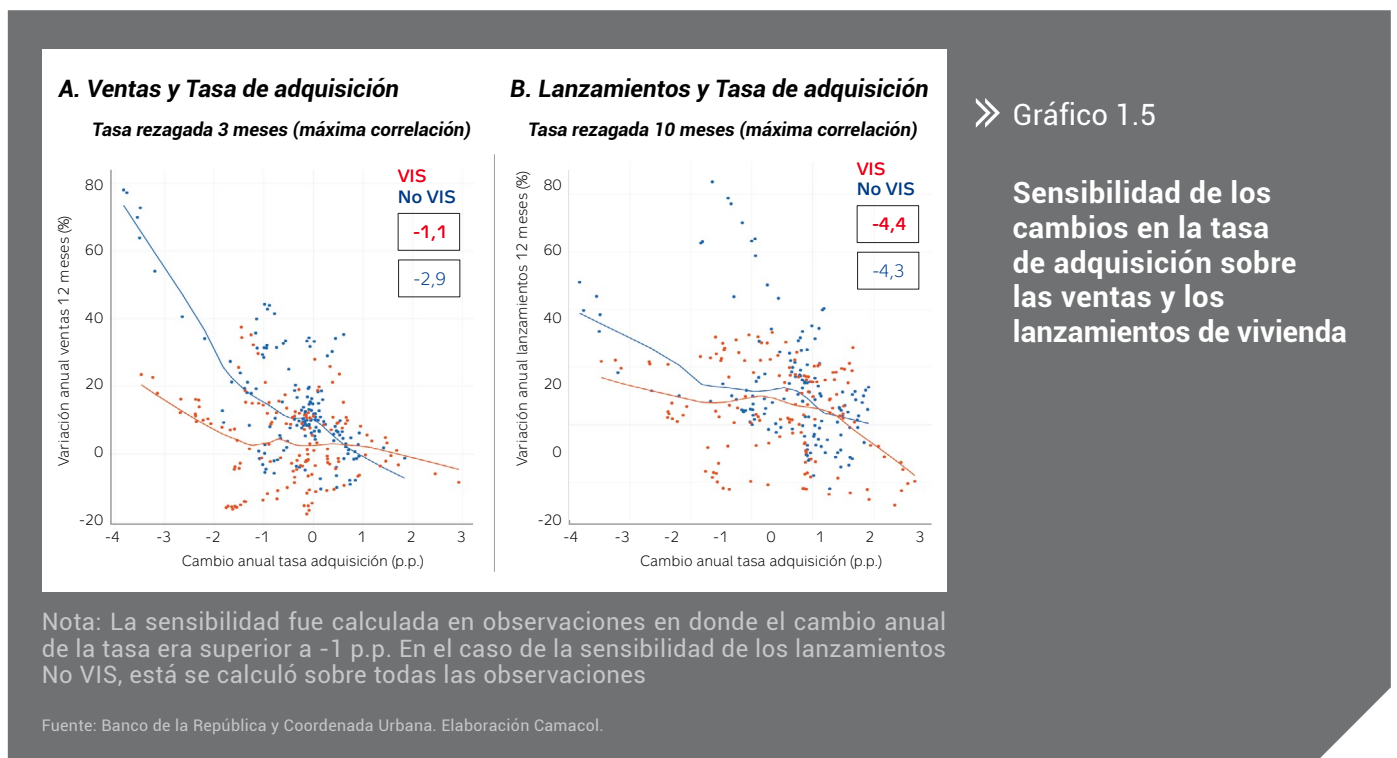 A. Ventas y Tasa de adquisición
Tasa rezagada 3 meses (máxima correlación)
Variación anual ventas 12 meses (%)
80
60
40
20
0
-20
-4 -3 -2 -1 0 1 2 3
Cambio anual tasa adquisición (p.p.)
VIS
No VIS
-1,1
-2,9
B. Lanzamientos y Tasa de adquisición
Tasa rezagada 10 meses (máxima correlación)
Variación anual lanzamientos 12 meses (%)
80
60
40
20
0
-20
-4 -3 -2 -1 0 1 2 3
Cambio anual tasa adquisición (p.p.)
VIS
No VIS
-4,4
-4,3
Gráfico 1.5
Sensibilidad de los
cambios en la tasa
de adquisición sobre
las ventas y los
lanzamientos de vivienda
Nota: La sensibilidad fue calculada en observaciones en donde el cambio anual
de la tasa era superior a -1 p.p. En el caso de la sensibilidad de los lanzamientos
No VIS, está se calculó sobre todas las observaciones
Fuente: Banco de la República y Coordenada Urbana. Elaboración Camacol.